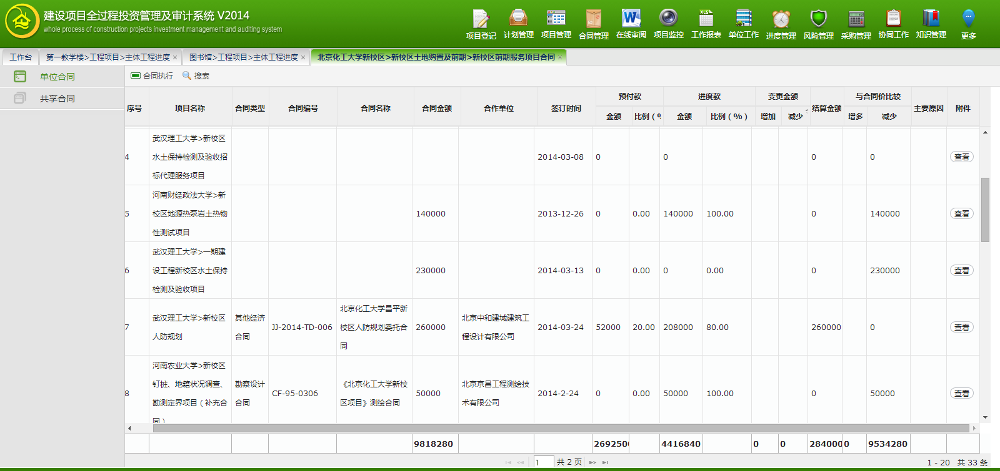 建设项目全过程投资管理及审计系统 V2014
whole process of construction projects investment management and auditing system
项目登记 计划管理 项目管理 合同管理 在线审阅 项目监控 工作报表 单位工作 进度管理 风险管理 采购管理 协同工作 知识管理 更多
工作台 第一教学楼>工程项目>主体工程进度 × 图书馆>工程项目>主体工程进度 × 北京化工大学新校区>新校区土地购置及前期>新校区前期服务项目合同 ×
单位合同
共享合同
合同执行 搜索
序号 项目名称 合同类型 合同编号 合同名称 合同金额 合作单位 签订时间 预付款 进度款 变更金额 结算金额 与合同价比较 主要原因 附件
金额 比例（% 金额 比例（%） 增加 减少 增多 减少
4 武汉理工大学>新校区 2014-03-08 0 0 0 0 查看
水土保持检测及验收招
标代理服务项目
5 河南财经政法大学>新 140000 2013-12-26 0 0.00 140000 100.00 0 140000 查看
校区地源热泵岩土热物
性测试项目
6 武汉理工大学>一期建 230000 2014-03-13 0 0.00 0 0.00 0 230000 查看
设工程新校区水土保持
检测及验收项目
7 武汉理工大学>新校区 其他经济 JJ-2014-TD-006 北京化工大学昌平新 260000 北京中和建城建筑工 2014-03-24 52000 20.00 208000 80.00 260000 0 查看
人防规划 合同 校区人防规划委托合 程设计有限公司
同
8 河南农业大学>新校区 勘察设计 CF-95-0306 《北京化工大学新校 50000 北京京昌工程测绘技 2014-2-24 0 0.00 50000 100.00 0 50000 查看
钉桩、地籍状况调查、 合同 区项目》测绘合同 术有限公司
勘测定界项目（补充合
同）
9818280 269250 4416840 0 0 284000 0 9534280
1 共 2 页
1 - 20 共 33 条